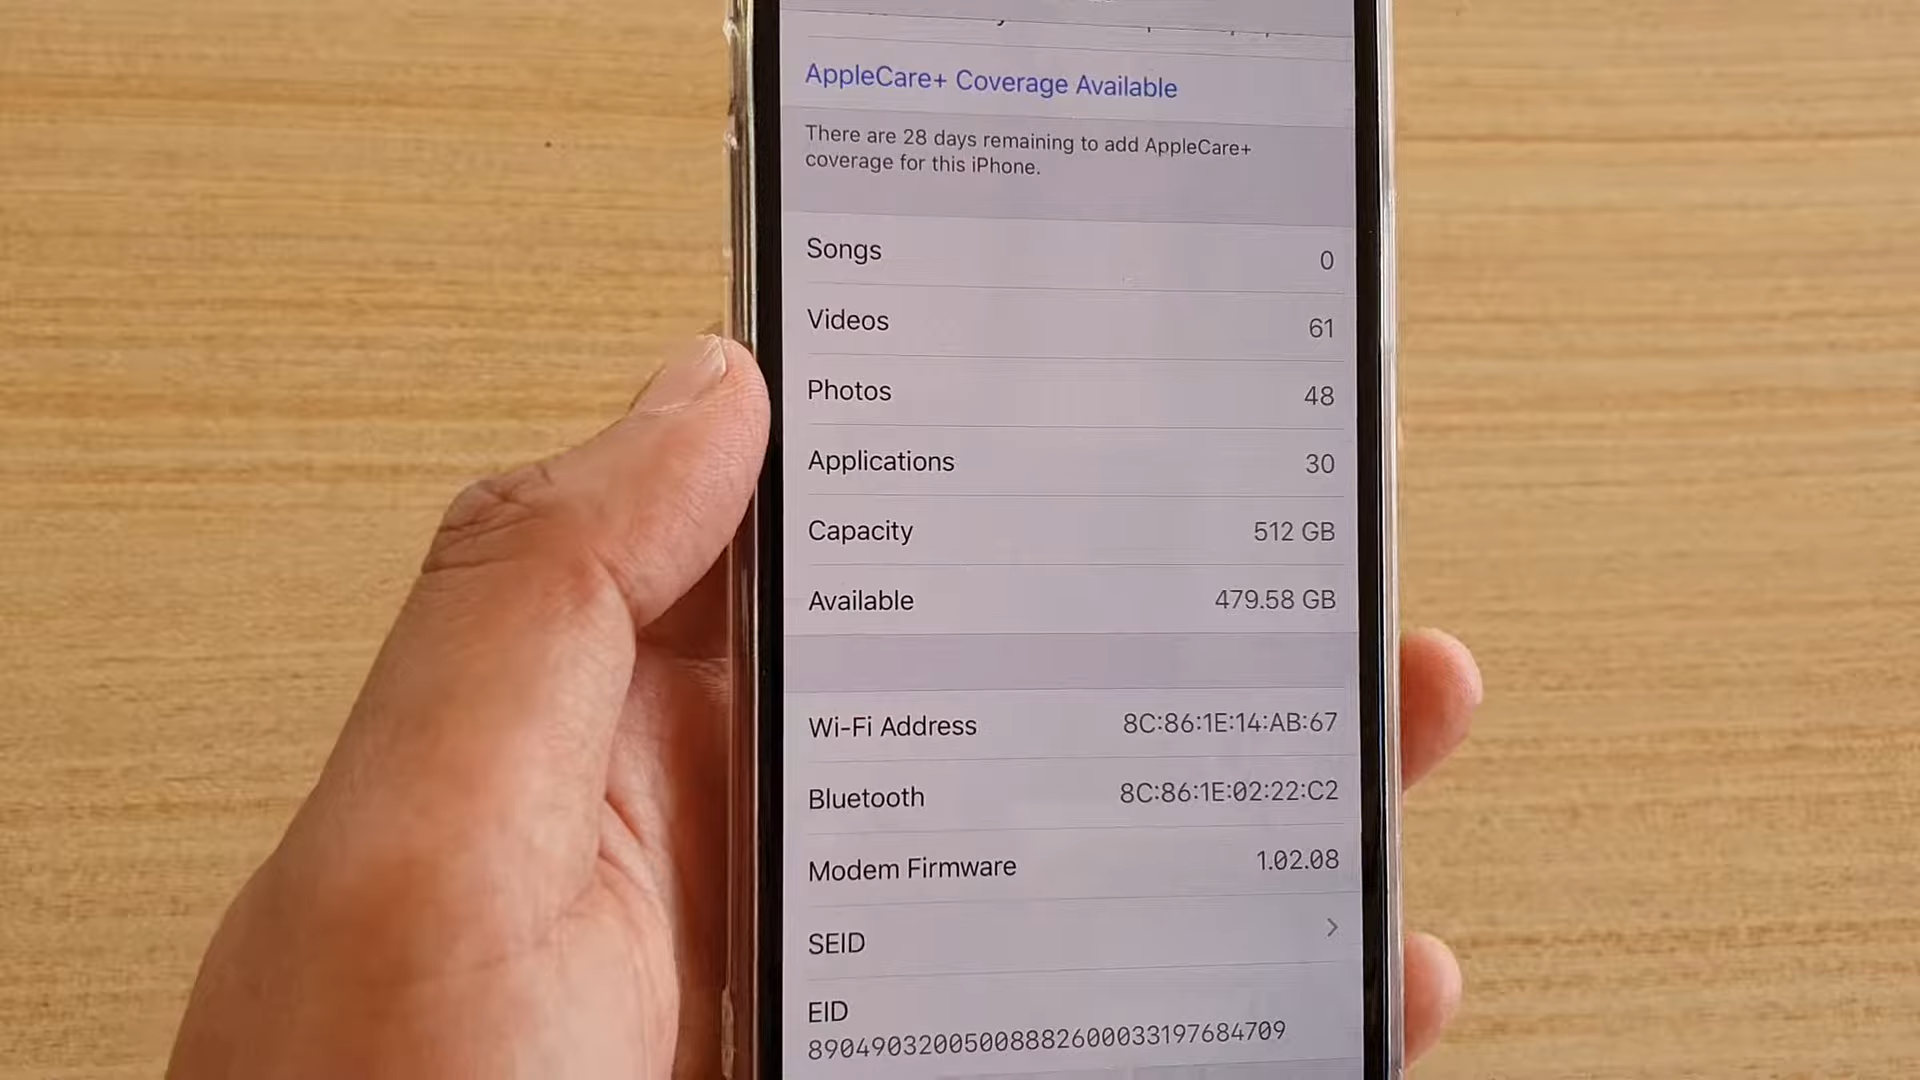 AppleCare+ Coverage Available
There are 28 days remaining to add AppleCare+
coverage for this iPhone.
Songs 0
Videos 61
Photos 48
Applications 30
Capacity 512 GB
Available 479.58 GB
Wi-Fi Address 8C:86:1E:14:AB:67
Bluetooth 8C:86:1E:02:22:C2
Modem Firmware 1.02.08
SEID
EID
89049032005008882600033197684709